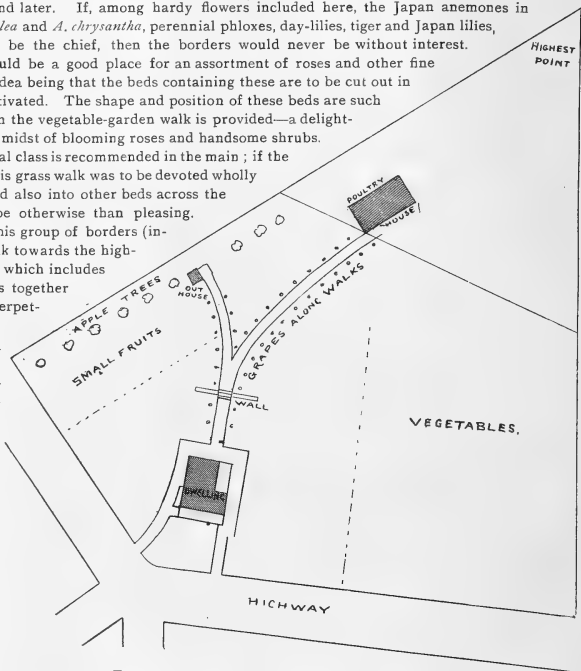 nd later. If, among hardy flowers included here, the Japan anemones in
lea and A. chrysantha, perennial phloxes, day-lilies, tiger and Japan lilies,
be the chief, then the borders would never be without interest.
uld be a good place for an assortment of roses and other fine
dea being that the beds containing these are to be cut out in
tivated. The shape and position of these beds are such
n the vegetable-garden walk is provided—a delight-
midst of blooming roses and handsome shrubs.
al class is recommended in the main ; if the
is grass walk was to be devoted wholly
d also into other beds across the
be otherwise than pleasing.
his group of borders (in-
k towards the high-
which includes
s together
erpet-
HIGHEST
POINT
POULTRY
HOUSE
OUT
HOUSE
APPLE TREES
SMALL FRUITS
GRAPES ALONG WALKS
WALL
VEGETABLES.
DWELLING
HIGHWAY